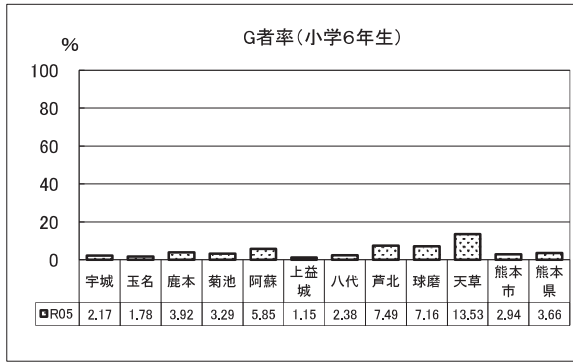 G者率(小学6年生)
%
100
80
60
40
20
0
宇城 玉名 鹿本 菊池 阿蘇 上益城 八代 芦北 球磨 天草 熊本市 熊本県
R05 2.17 1.78 3.92 3.29 5.85 1.15 2.38 7.49 7.16 13.53 2.94 3.66